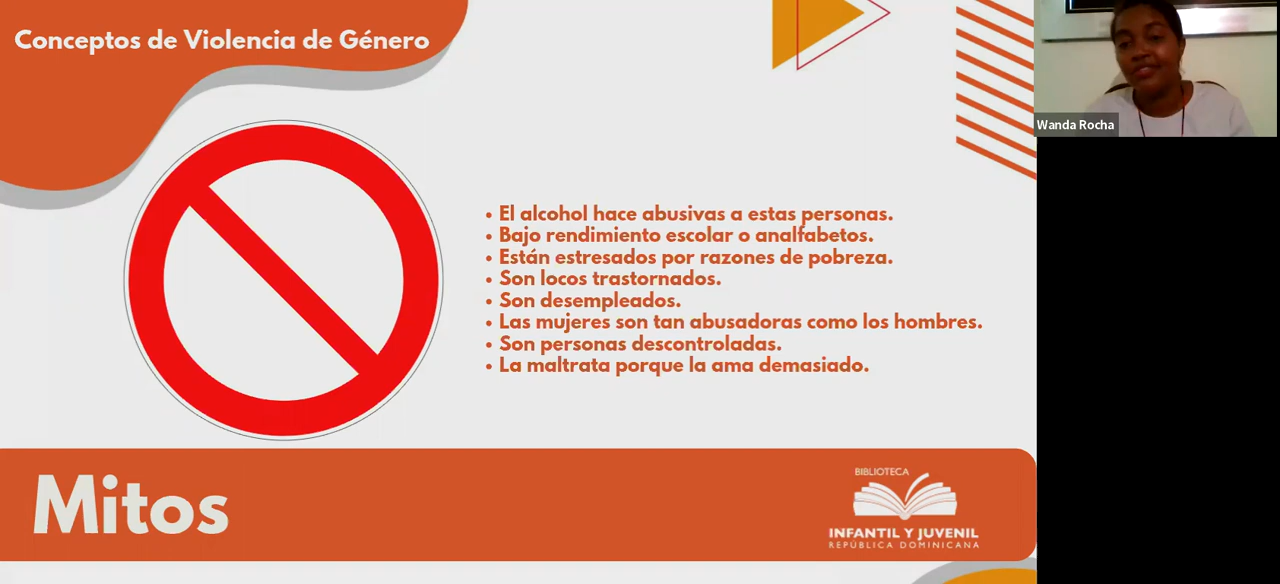 Conceptos de Violencia de Género
Wanda Rocha
• El alcohol hace abusivas a estas personas.
• Bajo rendimiento escolar o analfabetos.
• Están estresados por razones de pobreza.
• Son locos trastornados.
• Son desempleados.
• Las mujeres son tan abusadoras como los hombres.
• Son personas descontroladas.
• La maltrata porque la ama demasiado.
Mitos
BIBLIOTECA
INFANTIL Y JUVENIL
REPÚBLICA DOMINICANA